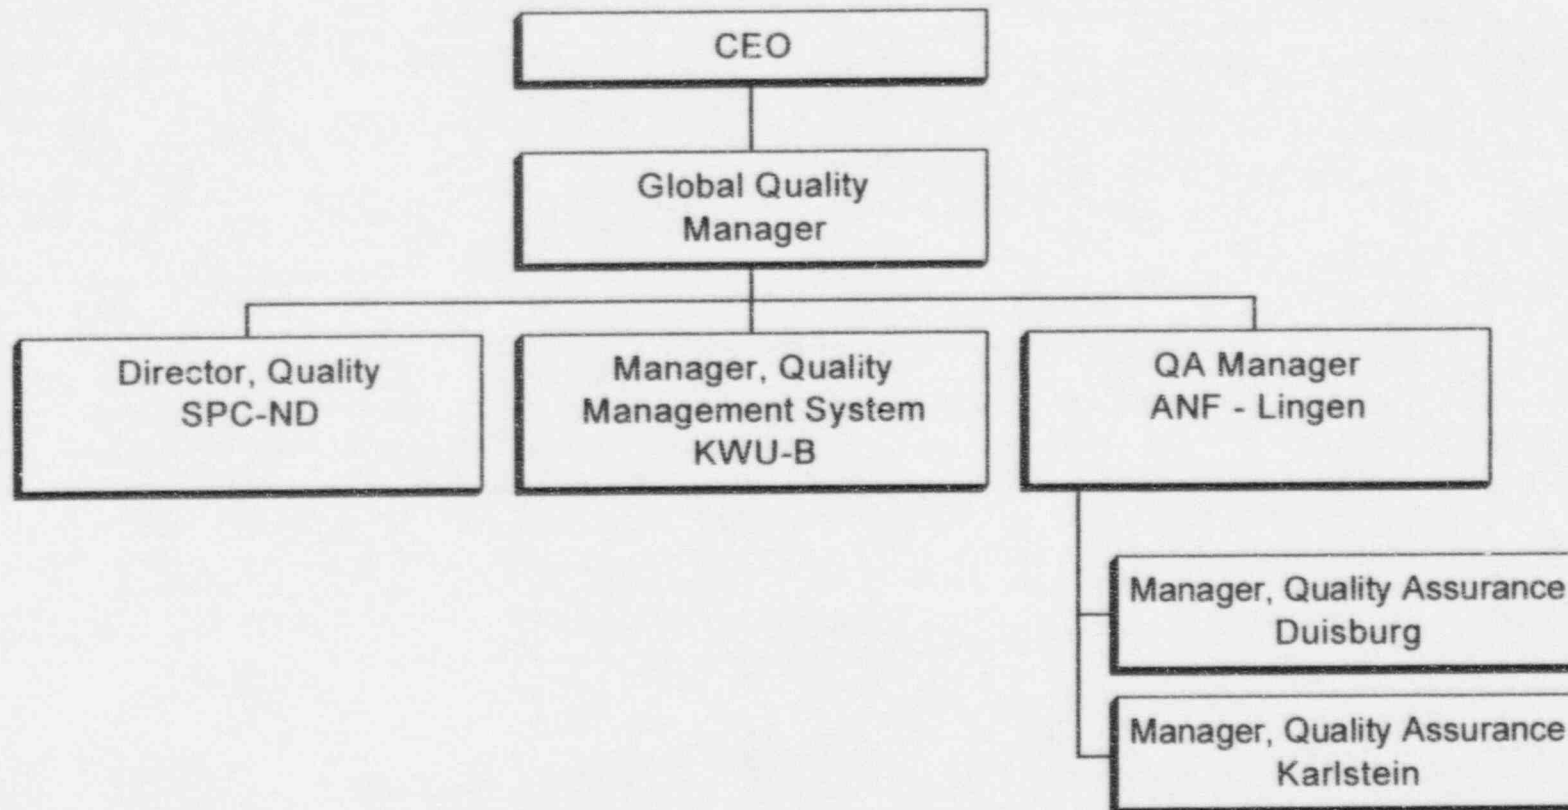 CEO
Global Quality
Manager
Director, Quality
SPC-ND
Manager, Quality
Management System
KWU-B
QA Manager
ANF - Lingen
Manager, Quality Assurance
Duisburg
Manager, Quality Assurance
Karlstein